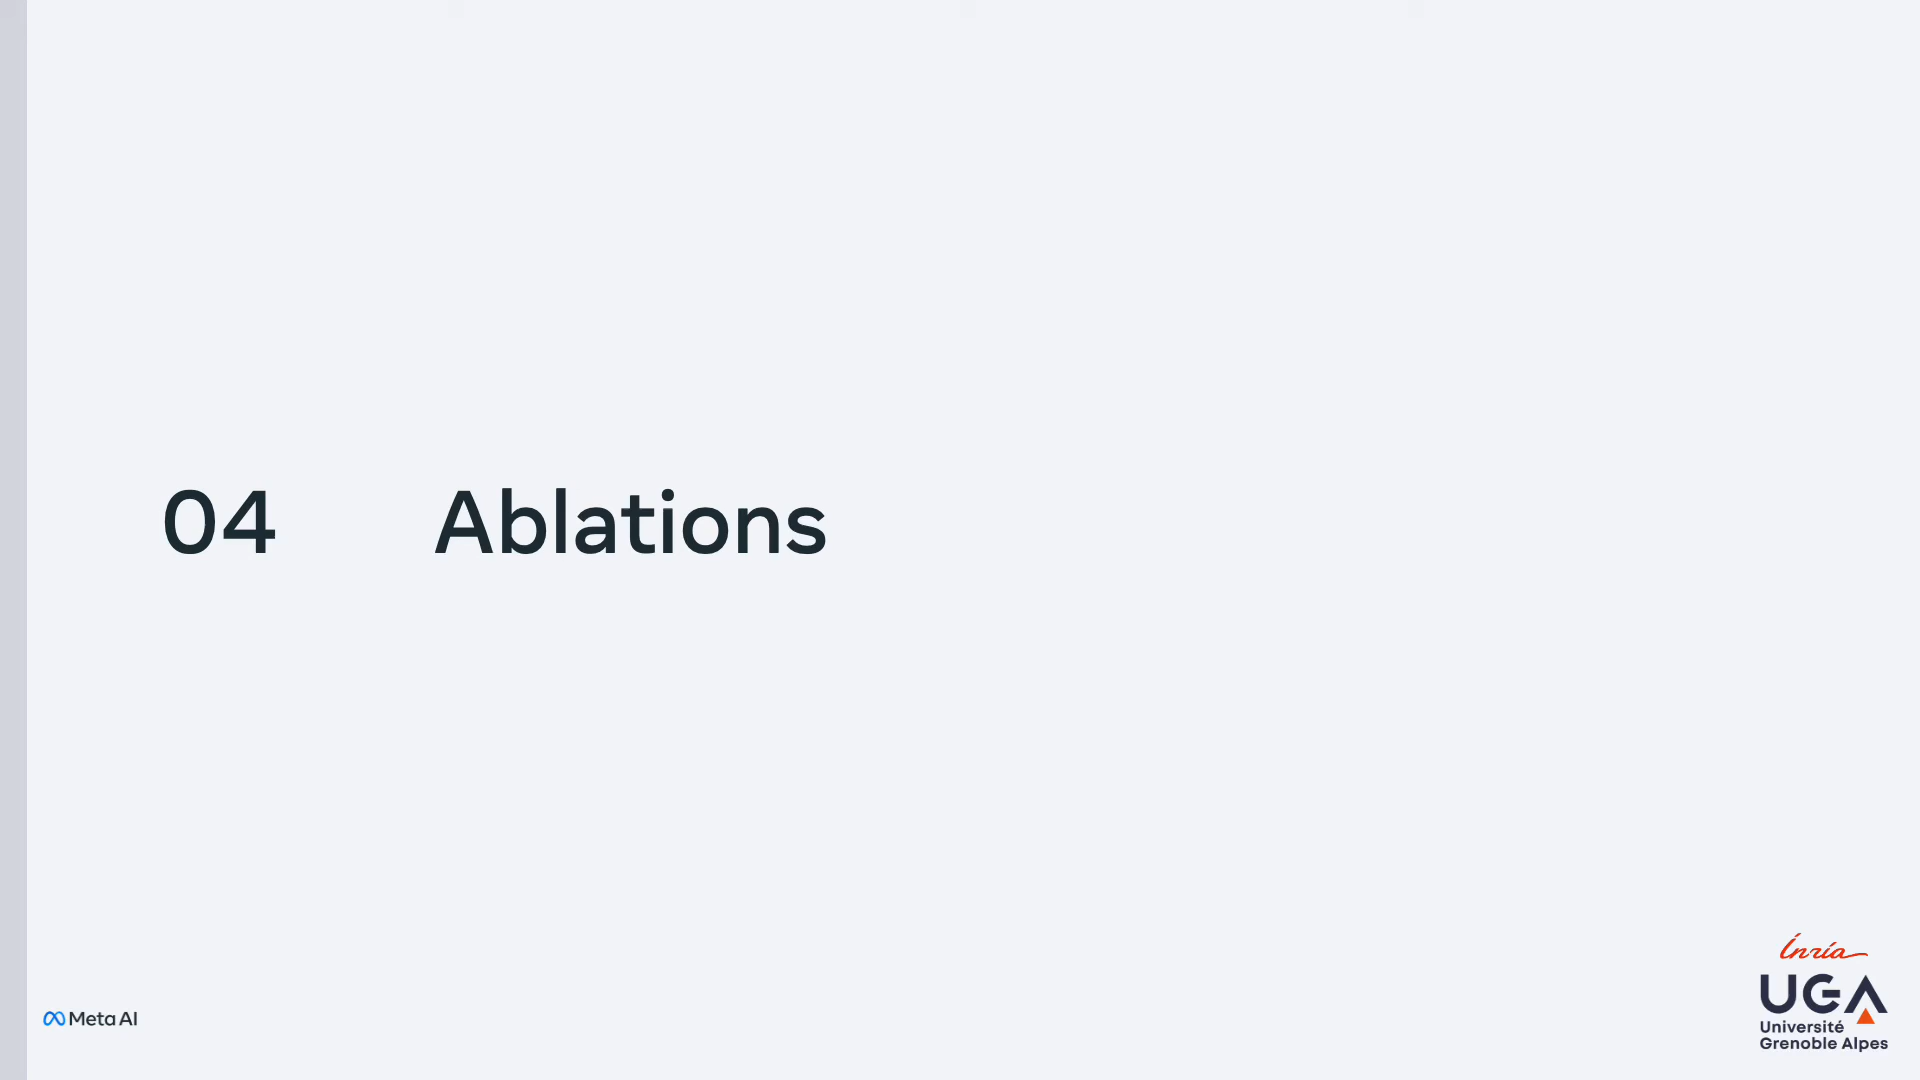 04 Ablations
Meta AI
Inria
UGA
Université
Grenoble Alpes